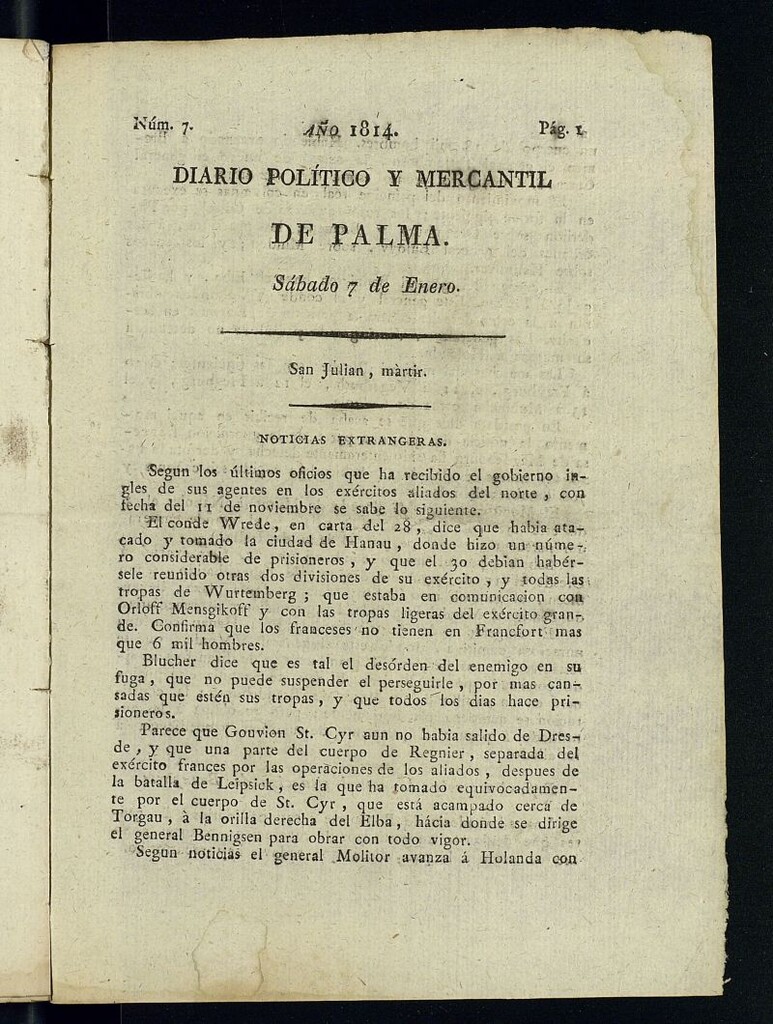 Núm. 7. AÑO 1814. Pág. 1
DIARIO POLÍTICO Y MERCANTIL
DE PALMA.
Sábado 7 de Enero.
San Julian, màrtir.
NOTICIAS EXTRANGERAS.
Segun los últimos oficios que ha recibido el gobierno in-
gles de sus agentes en los exércitos aliados del norte, con
fecha del 11 de noviembre se sabe lo siguiente.
El conde Wrede, en carta del 28, dice que habia ata-
cado y tomado la ciudad de Hanau, donde hizo un núme-
ro considerable de prisioneros, y que el 30 debian habér-
sele reunido otras dos divisiones de su exército, y todas las
tropas de Wurtemberg; que estaba en comunicacion con
Orloff Mensgikoff y con las tropas ligeras del exército gran-
de. Confirma que los franceses no tienen en Francfort mas
que 6 mil hombres.
Blucher dice que es tal el desórden del enemigo en su
fuga, que no puede suspender el perseguirle, por mas can-
sadas que estén sus tropas, y que todos los dias hace pri-
sioneros.
Parece que Gouvion St. Cyr aun no habia salido de Dres-
de, y que una parte del cuerpo de Regnier, separada del
exército frances por las operaciones de los aliados, despues de
la batalla de Leipsick, es la que ha tomado equivocadamen-
te por el cuerpo de St. Cyr, que está acampado cerca de
Torgau, à la orilla derecha del Elba, hácia donde se dirige
el general Bennigsen para obrar con todo vigor.
Segun noticias el general Molitor avanza á Holanda con